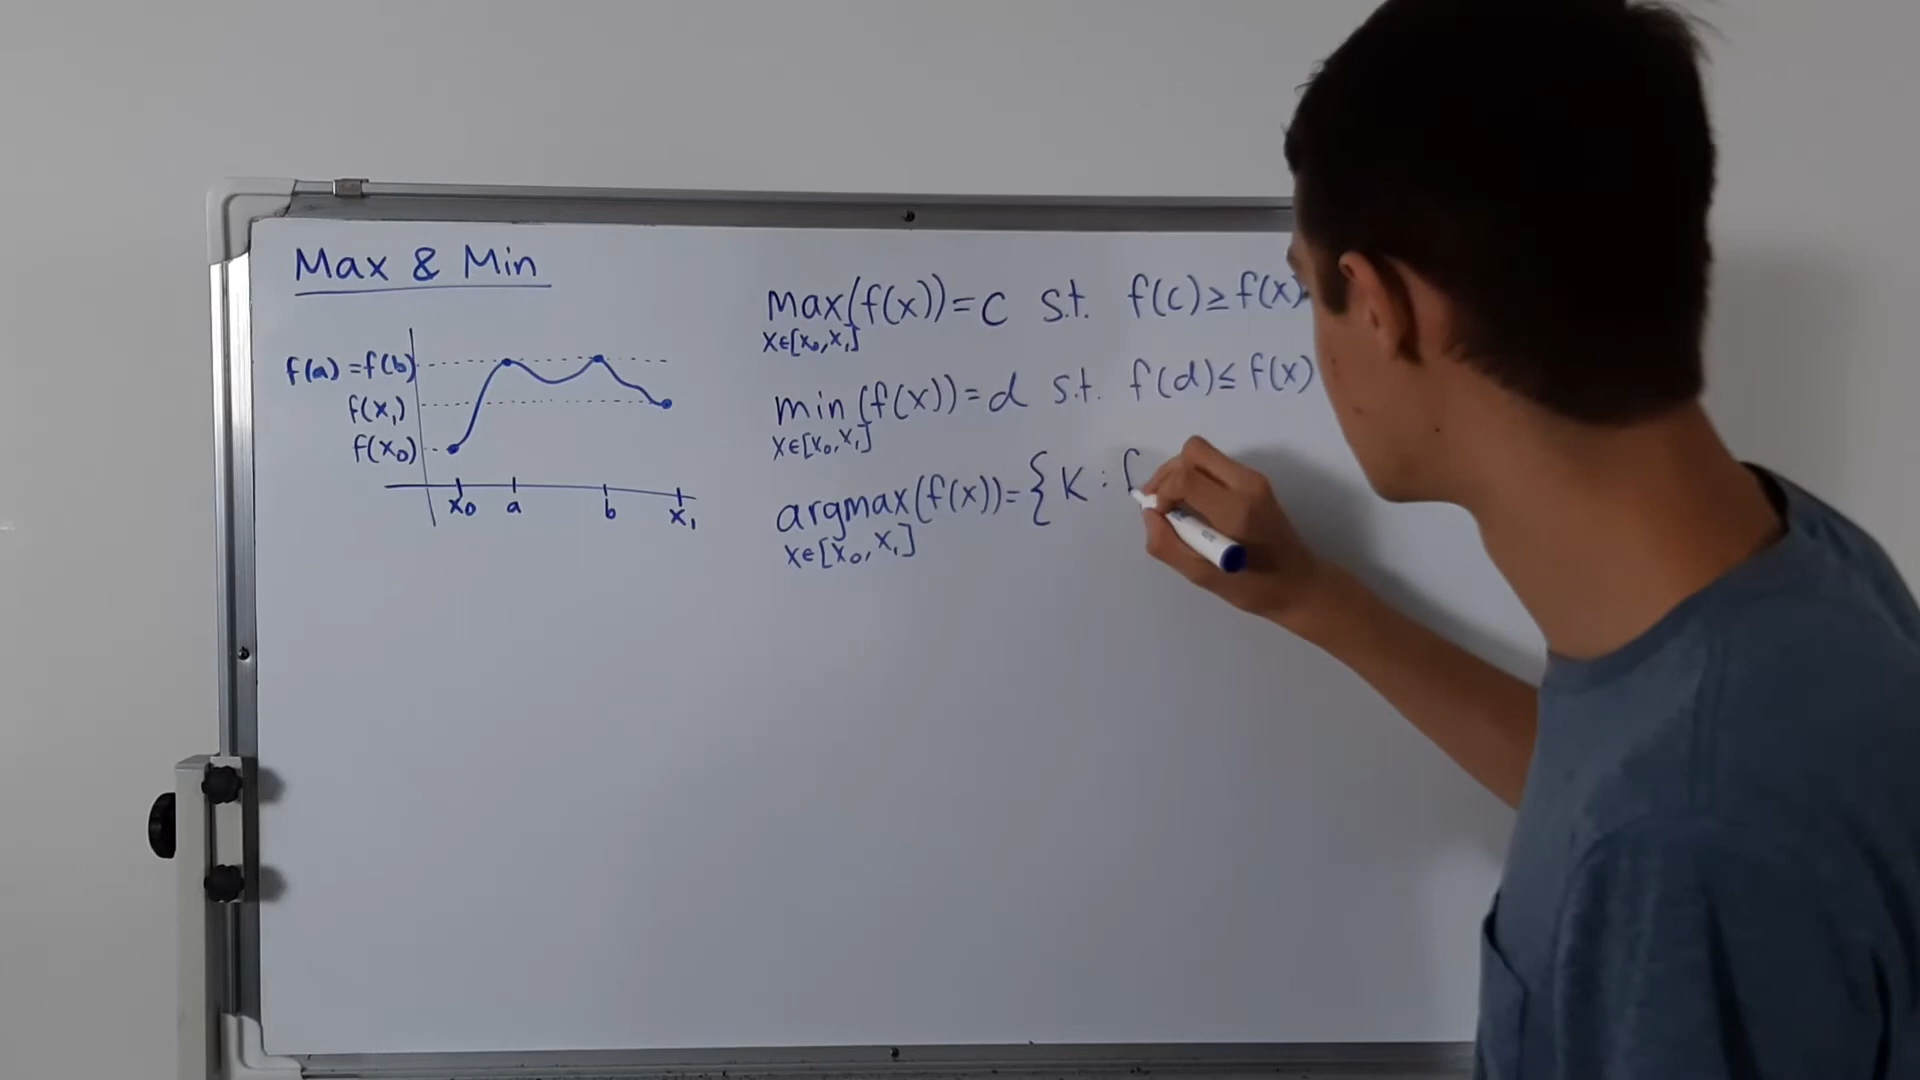 Max & Min
f(a) = f(b)
f(x₁)
f(x₀)
x₀ a b x₁
max(f(x)) = c s.t. f(c) ≥ f(x)
x∈[x₀, x₁]
min(f(x)) = d s.t. f(d) ≤ f(x)
x∈[x₀, x₁]
argmax(f(x)) = { K : f
x∈[x₀, x₁]